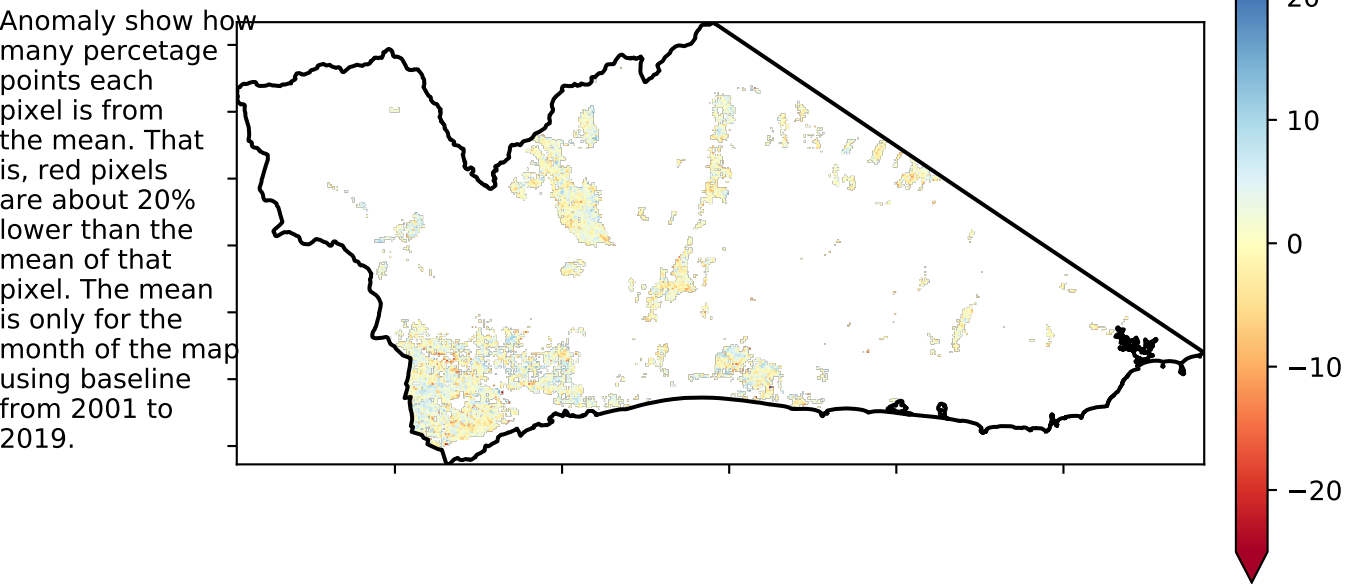 Anomaly show how
many percetage
points each
pixel is from
the mean. That
is, red pixels
are about 20%
lower than the
mean of that
pixel. The mean
is only for the
month of the map
using baseline
from 2001 to
2019.
20
10
0
−10
−20